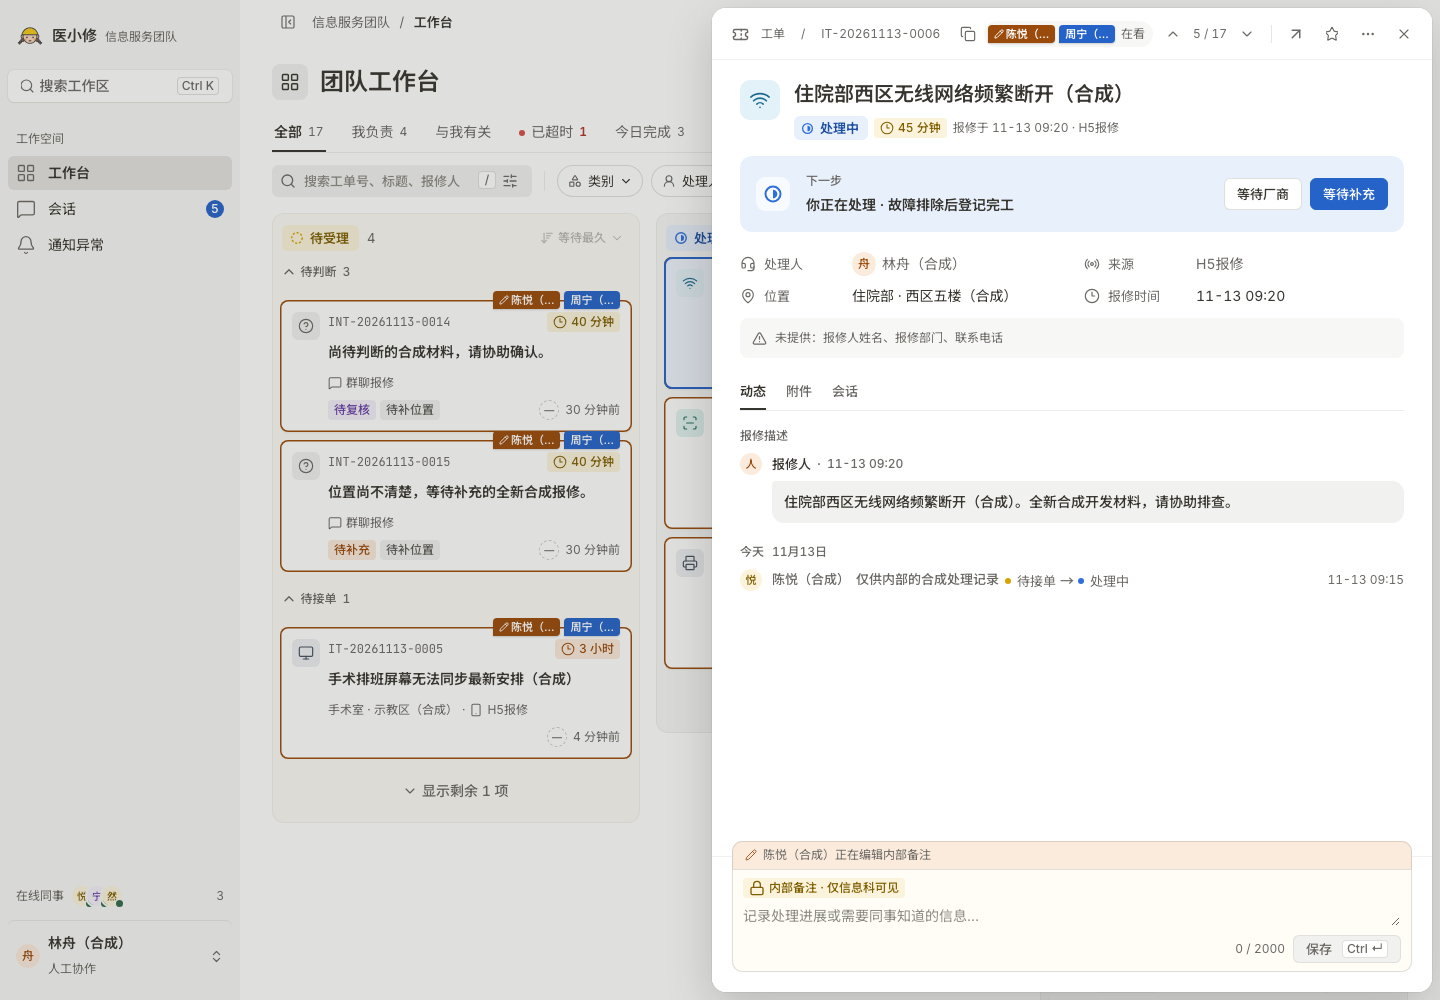 医小修 信息服务团队
搜索工作区 Ctrl K
工作空间
工作台
会话 5
通知异常
在线同事 悦 宁 然 3
舟 林舟（合成）
人工协作
信息服务团队 / 工作台
团队工作台
全部 17 我负责 4 与我有关 已超时 1 今日完成 3
搜索工单号、标题、报修人 / 类别 处理
待受理 4 等待最久
待判断 3
陈悦（... 周宁（...
INT-20261113-0014 40 分钟
尚待判断的合成材料，请协助确认。
群聊报修
待复核 待补位置 30 分钟前
陈悦（... 周宁（...
INT-20261113-0015 40 分钟
位置尚不清楚，等待补充的全新合成报修。
群聊报修
待补充 待补位置 30 分钟前
待接单 1
陈悦（... 周宁（...
IT-20261113-0005 3 小时
手术排班屏幕无法同步最新安排（合成）
手术室 · 示教区（合成） · H5报修
4 分钟前
显示剩余 1 项
工单 / IT-20261113-0006 陈悦（... 周宁（... 在看 5 / 17
住院部西区无线网络频繁断开（合成）
处理中 45 分钟 报修于 11-13 09:20 · H5报修
下一步
你正在处理 · 故障排除后登记完工
等待厂商 等待补充
处理人 舟 林舟（合成） 来源 H5报修
位置 住院部 · 西区五楼（合成） 报修时间 11-13 09:20
未提供：报修人姓名、报修部门、联系电话
动态 附件 会话
报修描述
人 报修人 · 11-13 09:20
住院部西区无线网络频繁断开（合成）。全新合成开发材料，请协助排查。
今天 11月13日
悦 陈悦（合成） 仅供内部的合成处理记录 待接单 → 处理中 11-13 09:15
陈悦（合成）正在编辑内部备注
内部备注 · 仅信息科可见
记录处理进展或需要同事知道的信息...
0 / 2000 保存 Ctrl ↵